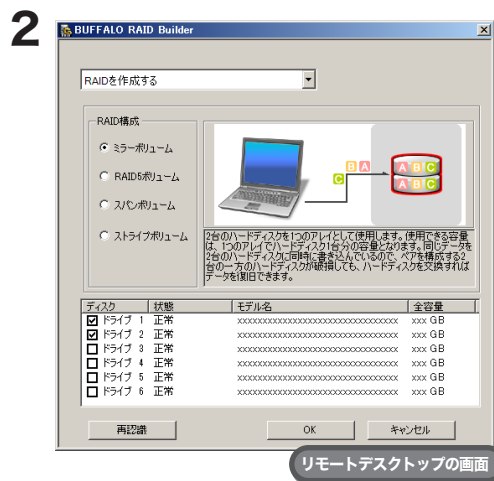 2
BUFFALO RAID Builder
RAIDを作成する
RAID構成
ミラーボリューム
RAID5ボリューム
スパンボリューム
ストライプボリューム
B A
C
A B C
A B C
2台のハードディスクを1つのアレイとして使用します。使用できる容量
は、1つのアレイでハードディスク1台分の容量となります。同じデータを
2台のハードディスクに同時に書き込んでいるので、ペアを構成する2
台の一方のハードディスクが破損しても、ハードディスクを交換すれば
データを復旧できます。
ディスク 状態 モデル名 全容量
ドライブ 1 正常 xxxxxxxxxxxxxxxxxxxxxxxxxxxxxxxx xxx GB
ドライブ 2 正常 xxxxxxxxxxxxxxxxxxxxxxxxxxxxxxxx xxx GB
ドライブ 3 正常 xxxxxxxxxxxxxxxxxxxxxxxxxxxxxxxx xxx GB
ドライブ 4 正常 xxxxxxxxxxxxxxxxxxxxxxxxxxxxxxxx xxx GB
ドライブ 5 正常 xxxxxxxxxxxxxxxxxxxxxxxxxxxxxxxx xxx GB
ドライブ 6 正常 xxxxxxxxxxxxxxxxxxxxxxxxxxxxxxxx xxx GB
再認識 OK キャンセル
リモートデスクトップの画面